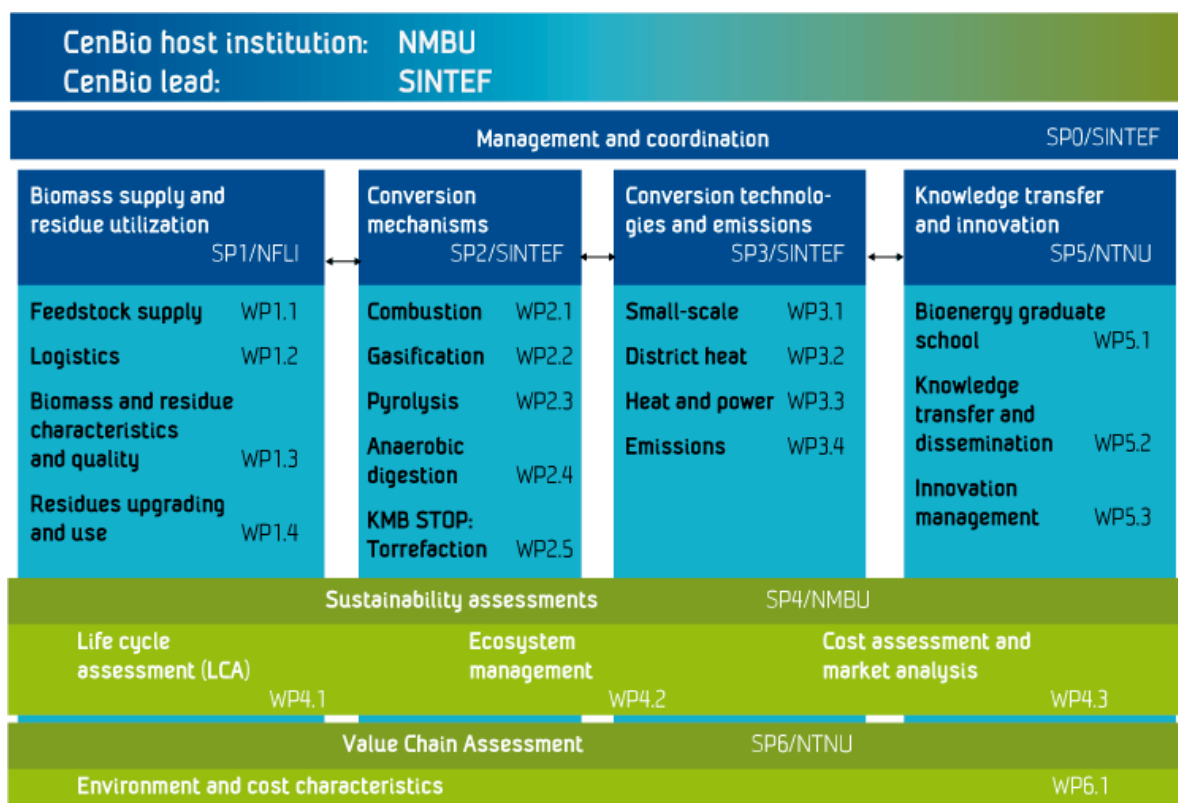 CenBio host institution: NMBU
CenBio lead: SINTEF
Management and coordination SP0/SINTEF
Biomass supply and
residue utilization
SP1/NFLI
Feedstock supply WP1.1
Logistics WP1.2
Biomass and residue
characteristics
and quality WP1.3
Residues upgrading
and use WP1.4
Conversion
mechanisms
SP2/SINTEF
Combustion WP2.1
Gasification WP2.2
Pyrolysis WP2.3
Anaerobic
digestion WP2.4
KMB STOP:
Torrefaction WP2.5
Conversion technolo-
gies and emissions
SP3/SINTEF
Small-scale WP3.1
District heat WP3.2
Heat and power WP3.3
Emissions WP3.4
Knowledge transfer
and innovation
SP5/NTNU
Bioenergy graduate
school WP5.1
Knowledge
transfer and
dissemination WP5.2
Innovation
management WP5.3
Sustainability assessments SP4/NMBU
Life cycle
assessment (LCA)
WP4.1
Ecosystem
management
WP4.2
Cost assessment and
market analysis
WP4.3
Value Chain Assessment SP6/NTNU
Environment and cost characteristics WP6.1